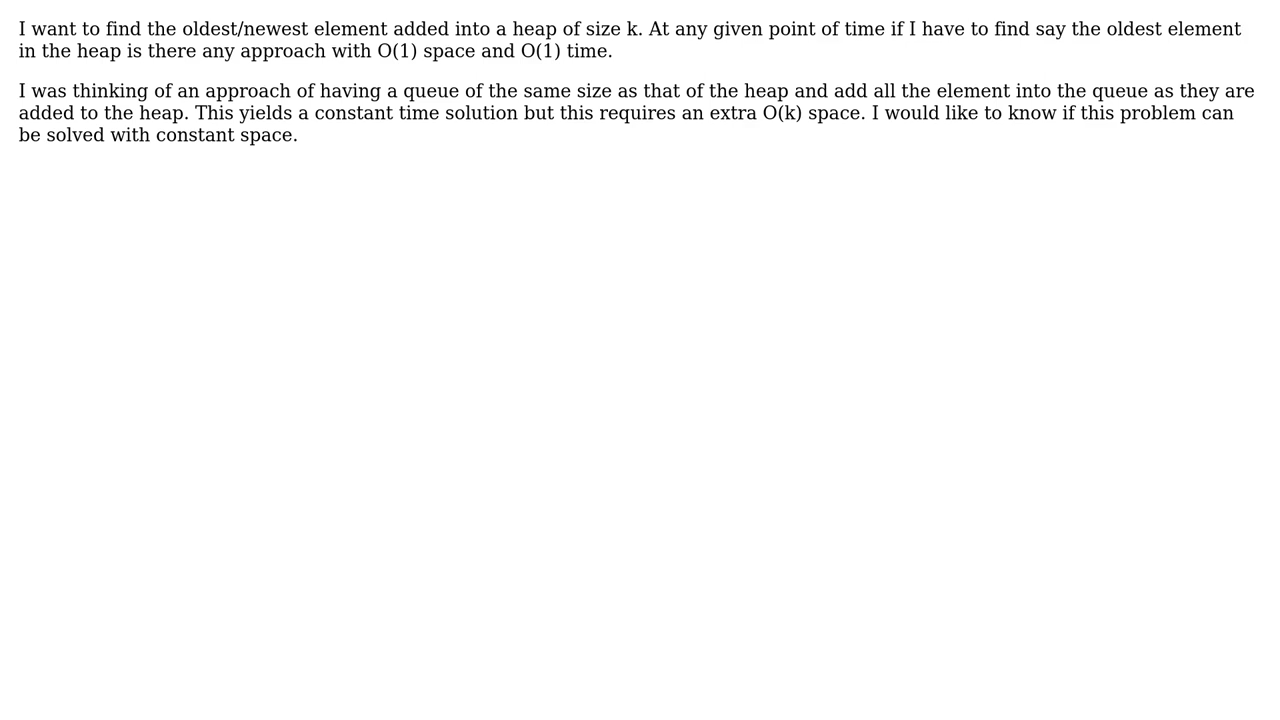 I want to find the oldest/newest element added into a heap of size k. At any given point of time if I have to find say the oldest element
in the heap is there any approach with O(1) space and O(1) time.
I was thinking of an approach of having a queue of the same size as that of the heap and add all the element into the queue as they are
added to the heap. This yields a constant time solution but this requires an extra O(k) space. I would like to know if this problem can
be solved with constant space.